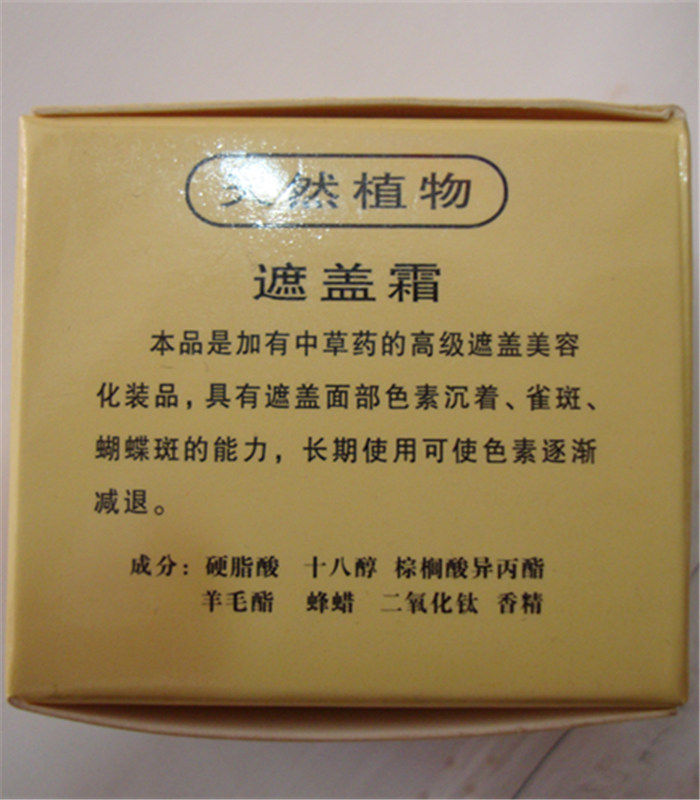 天然植物
遮盖霜
本品是加有中草药的高级遮盖美容
化装品，具有遮盖面部色素沉着、雀斑、
蝴蝶斑的能力，长期使用可使色素逐渐
减退。
成分：硬脂酸 十八醇 棕榈酸异丙酯
羊毛酯 蜂蜡 二氧化钛 香精